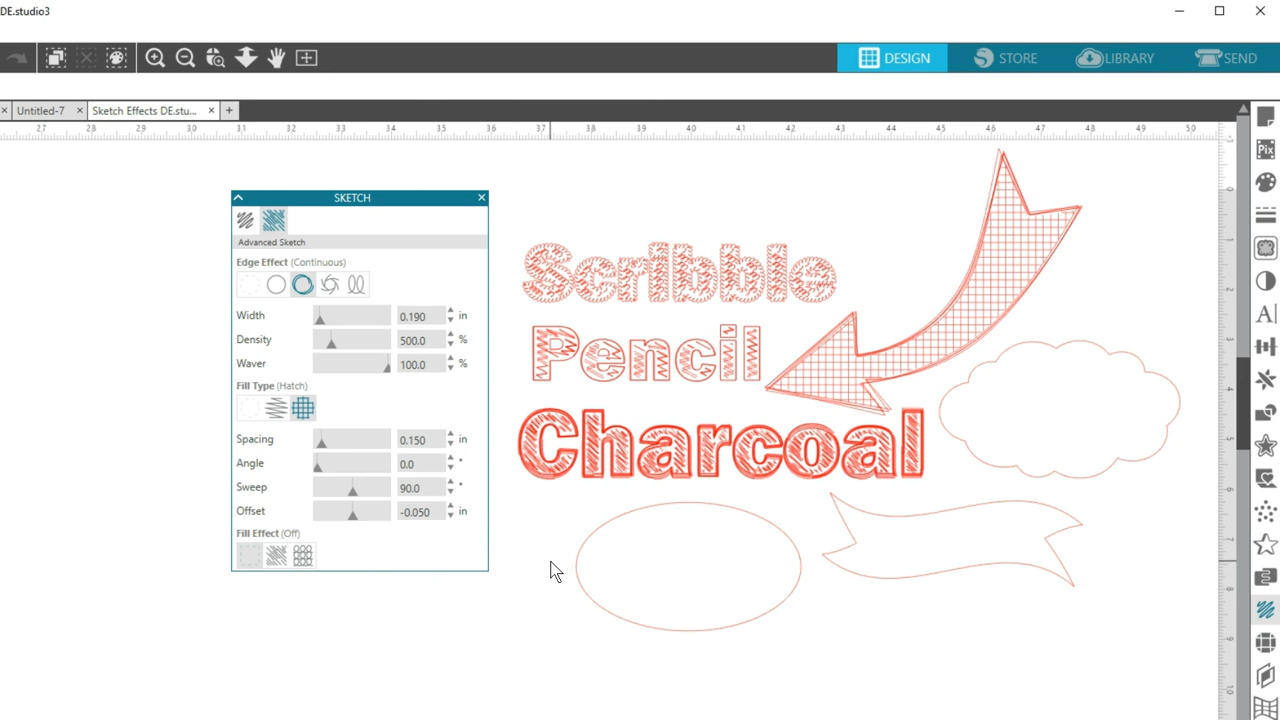 DE.studio3
DESIGN STORE LIBRARY SEND
Untitled-7 Sketch Effects DE.stu...
27 28 29 30 31 32 33 34 35 36 37 38 40 41 42 43 44 45 46 47 48 49 50
SKETCH
Advanced Sketch
Edge Effect (Continuous)
Width 0.190 in
Density 500.0 %
Waver 100.0 %
Fill Type (Hatch)
Spacing 0.150 in
Angle 0.0 °
Sweep 90.0 °
Offset -0.050 in
Fill Effect (Off)
Scribble
Pencil
Charcoal
Pix
AI